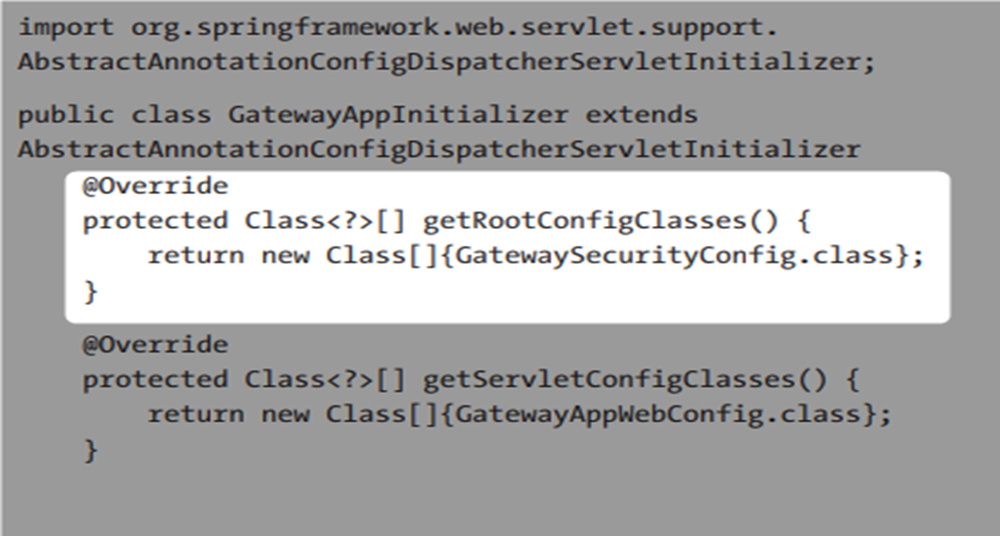 import org.springframework.web.servlet.support.
AbstractAnnotationConfigDispatcherServletInitializer;
public class GatewayAppInitializer extends
AbstractAnnotationConfigDispatcherServletInitializer
@Override
protected Class<?>[] getRootConfigClasses() {
return new Class[]{GatewaySecurityConfig.class};
}
@Override
protected Class<?>[] getServletConfigClasses() {
return new Class[]{GatewayAppWebConfig.class};
}